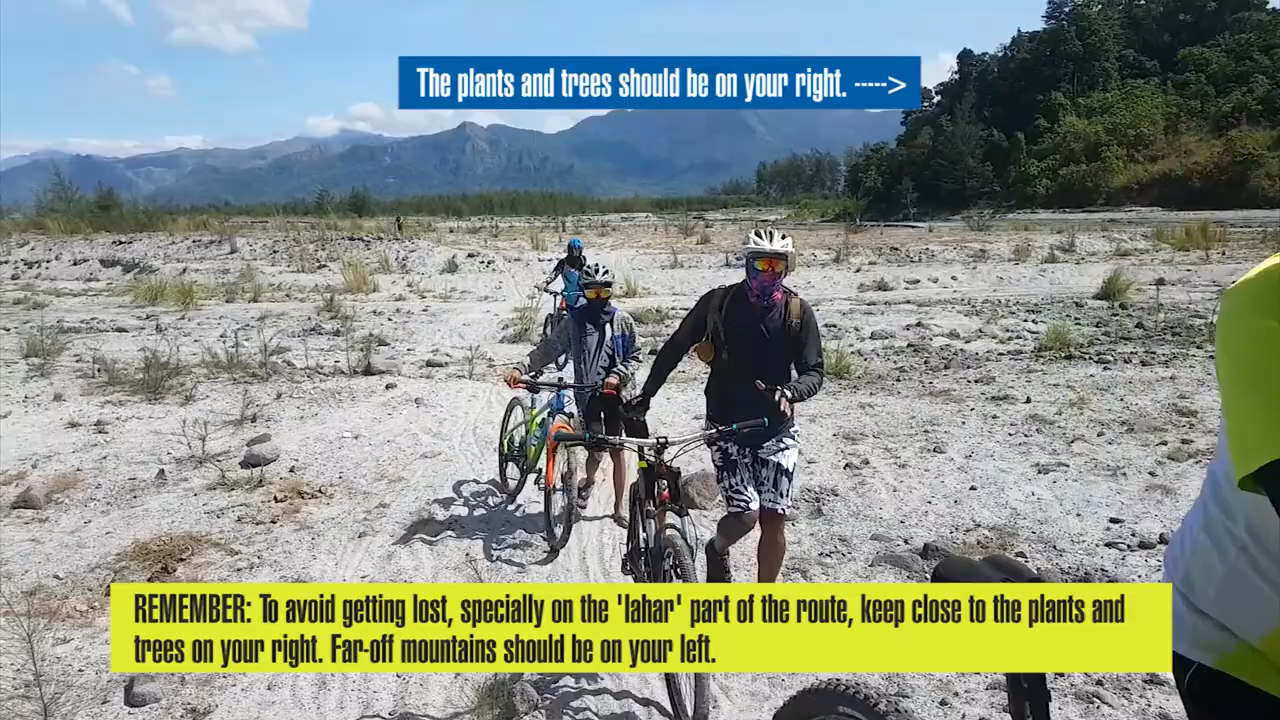 The plants and trees should be on your right. ----->
REMEMBER: To avoid getting lost, specially on the 'lahar' part of the route, keep close to the plants and
trees on your right. Far-off mountains should be on your left.